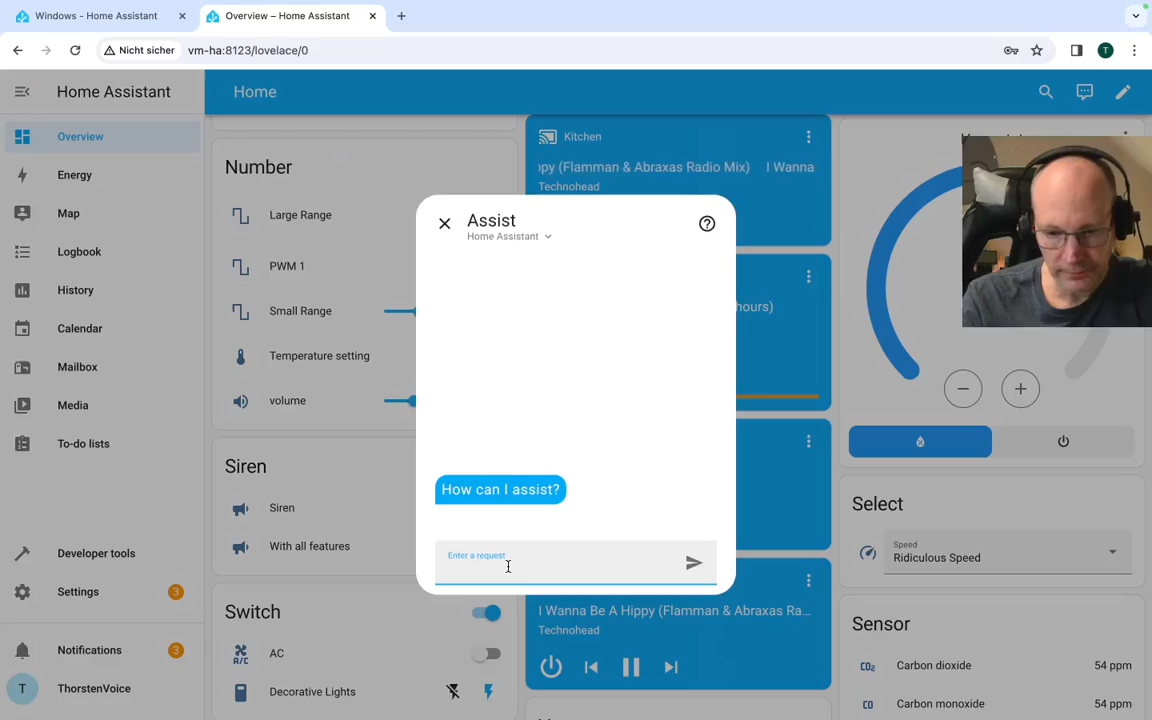 Windows - Home Assistant
Overview – Home Assistant
Nicht sicher
vm-ha:8123/lovelace/0
T
Home Assistant
Home
Overview
Energy
Map
Logbook
History
Calendar
Mailbox
Media
To-do lists
Developer tools
Settings
3
Notifications
3
T
ThorstenVoice
Number
Large Range
PWM 1
Small Range
Temperature setting
volume
Siren
Siren
With all features
Switch
A/C
AC
Decorative Lights
Kitchen
ppy (Flamman & Abraxas Radio Mix)
I Wanna
Technohead
hours)
I Wanna Be A Hippy (Flamman & Abraxas Ra...
Technohead
Assist
Home Assistant
How can I assist?
Enter a request
Select
Speed
Ridiculous Speed
Sensor
CO₂
Carbon dioxide
54 ppm
CO
Carbon monoxide
54 ppm